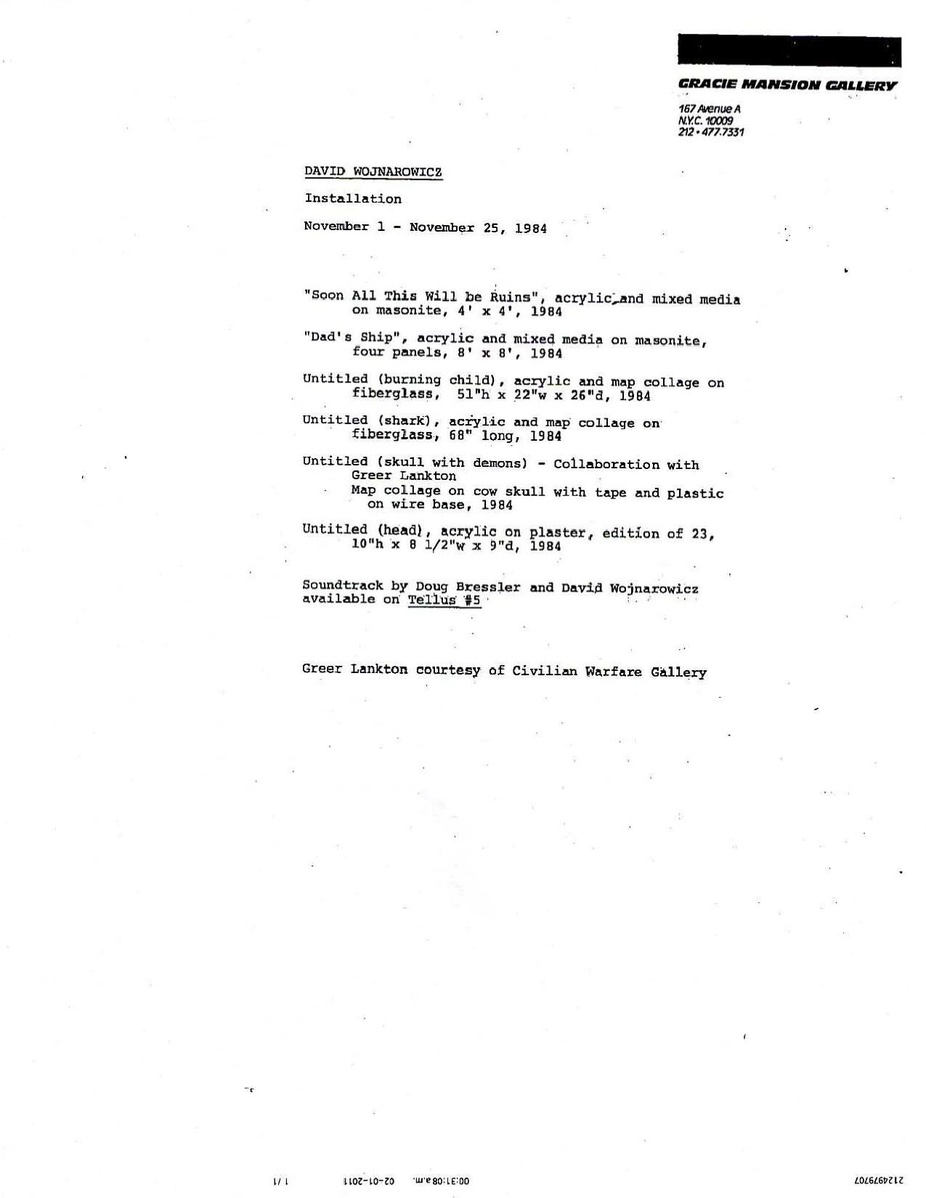 GRACIE MANSION GALLERY
167 Avenue A
N.Y.C. 10009
212•477.7331
DAVID WOJNAROWICZ
Installation
November 1 - November 25, 1984
"Soon All This Will be Ruins", acrylic and mixed media
on masonite, 4' x 4', 1984
"Dad's Ship", acrylic and mixed media on masonite,
four panels, 8' x 8', 1984
Untitled (burning child), acrylic and map collage on
fiberglass, 51"h x 22"w x 26"d, 1984
Untitled (shark), acrylic and map collage on
fiberglass, 68" long, 1984
Untitled (skull with demons) - Collaboration with
Greer Lankton
Map collage on cow skull with tape and plastic
on wire base, 1984
Untitled (head), acrylic on plaster, edition of 23,
10"h x 8 1/2"w x 9"d, 1984
Soundtrack by Doug Bressler and David Wojnarowicz
available on Tellus #5
Greer Lankton courtesy of Civilian Warfare Gallery
2124979707 00:31:08 a.m. 02-01-2011 1/1